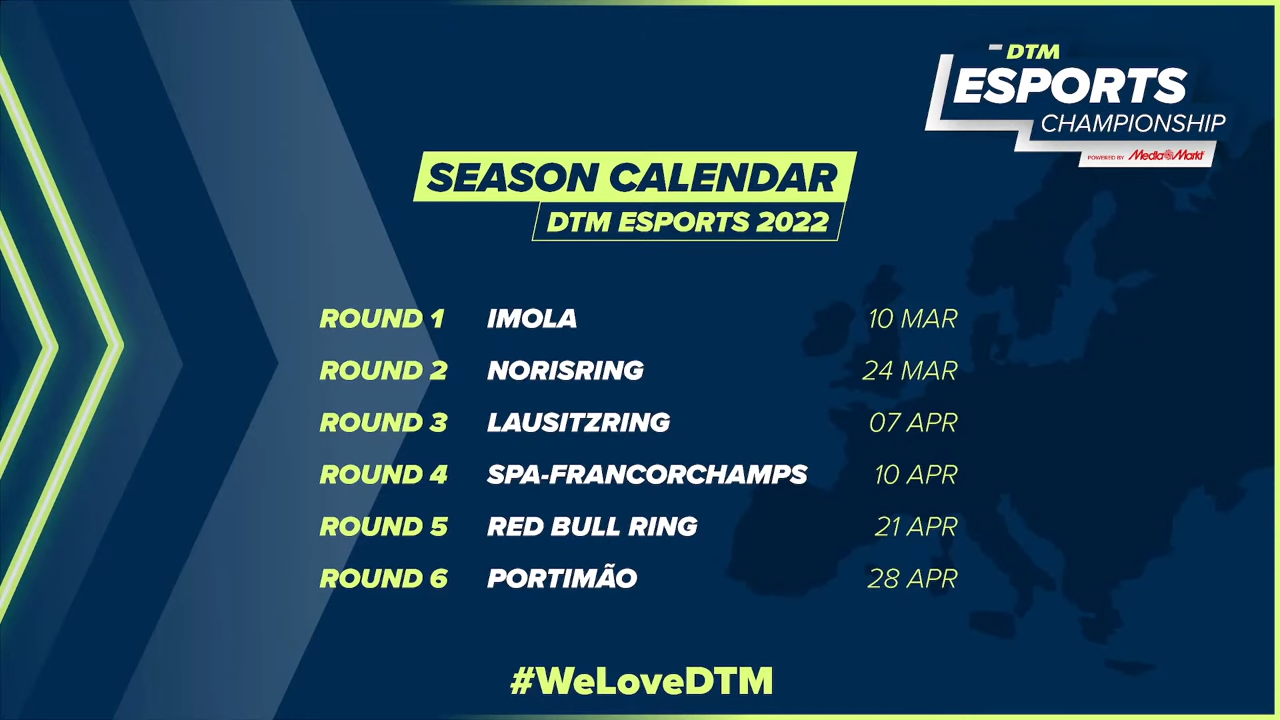 DTM
ESPORTS
CHAMPIONSHIP
POWERED BY MediaMarkt
SEASON CALENDAR
DTM ESPORTS 2022
ROUND 1 IMOLA 10 MAR
ROUND 2 NORISRING 24 MAR
ROUND 3 LAUSITZRING 07 APR
ROUND 4 SPA-FRANCORCHAMPS 10 APR
ROUND 5 RED BULL RING 21 APR
ROUND 6 PORTIMÃO 28 APR
#WeLoveDTM